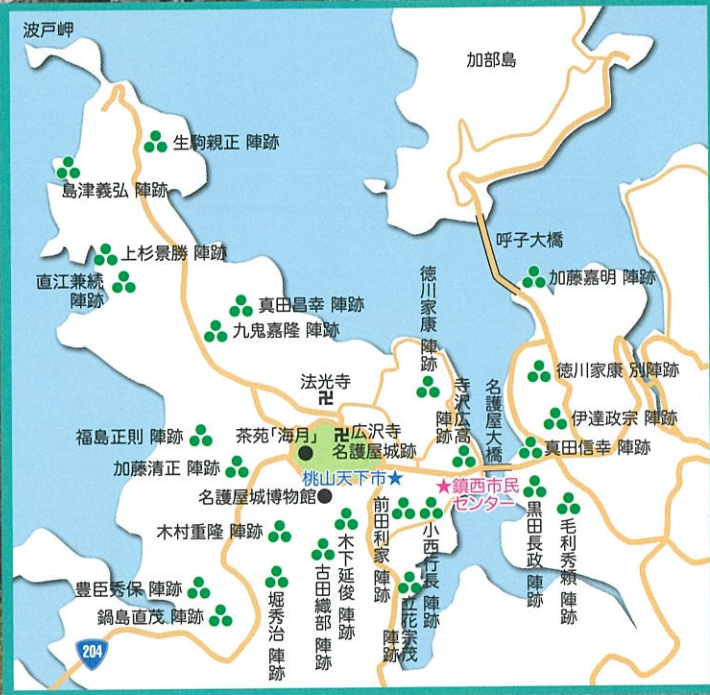 波戸岬
加部島
生駒親正 陣跡
島津義弘 陣跡
呼子大橋
上杉景勝 陣跡
直江兼続
陣跡
徳川家康 陣跡
加藤嘉明 陣跡
真田昌幸 陣跡
九鬼嘉隆 陣跡
法光寺
寺沢広高
陣跡
名護屋大橋
徳川家康 別陣跡
福島正則 陣跡
茶苑「海月」
卍広沢寺
名護屋城跡
伊達政宗 陣跡
真田信幸 陣跡
加藤清正 陣跡
桃山天下市★
★鎮西市民
センター
名護屋城博物館
木村重隆 陣跡
前田利家 陣跡
小西行長 陣跡
黒田長政 陣跡
毛利秀頼 陣跡
木下延俊 陣跡
古田織部 陣跡
堀秀治 陣跡
立花宗茂
陣跡
豊臣秀保 陣跡
鍋島直茂 陣跡
204